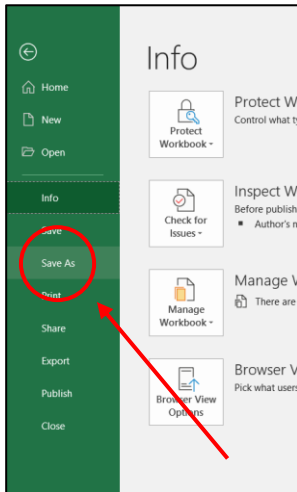 Info
Home
New
Open
Info
Save
Save As
Print
Share
Export
Publish
Close
Protect
Workbook
Protect W
Control what ty
Check for
Issues
Inspect W
Before publish
Author's n
Manage
Workbook
Manage
There are
Browser View
Options
Browser V
Pick what users